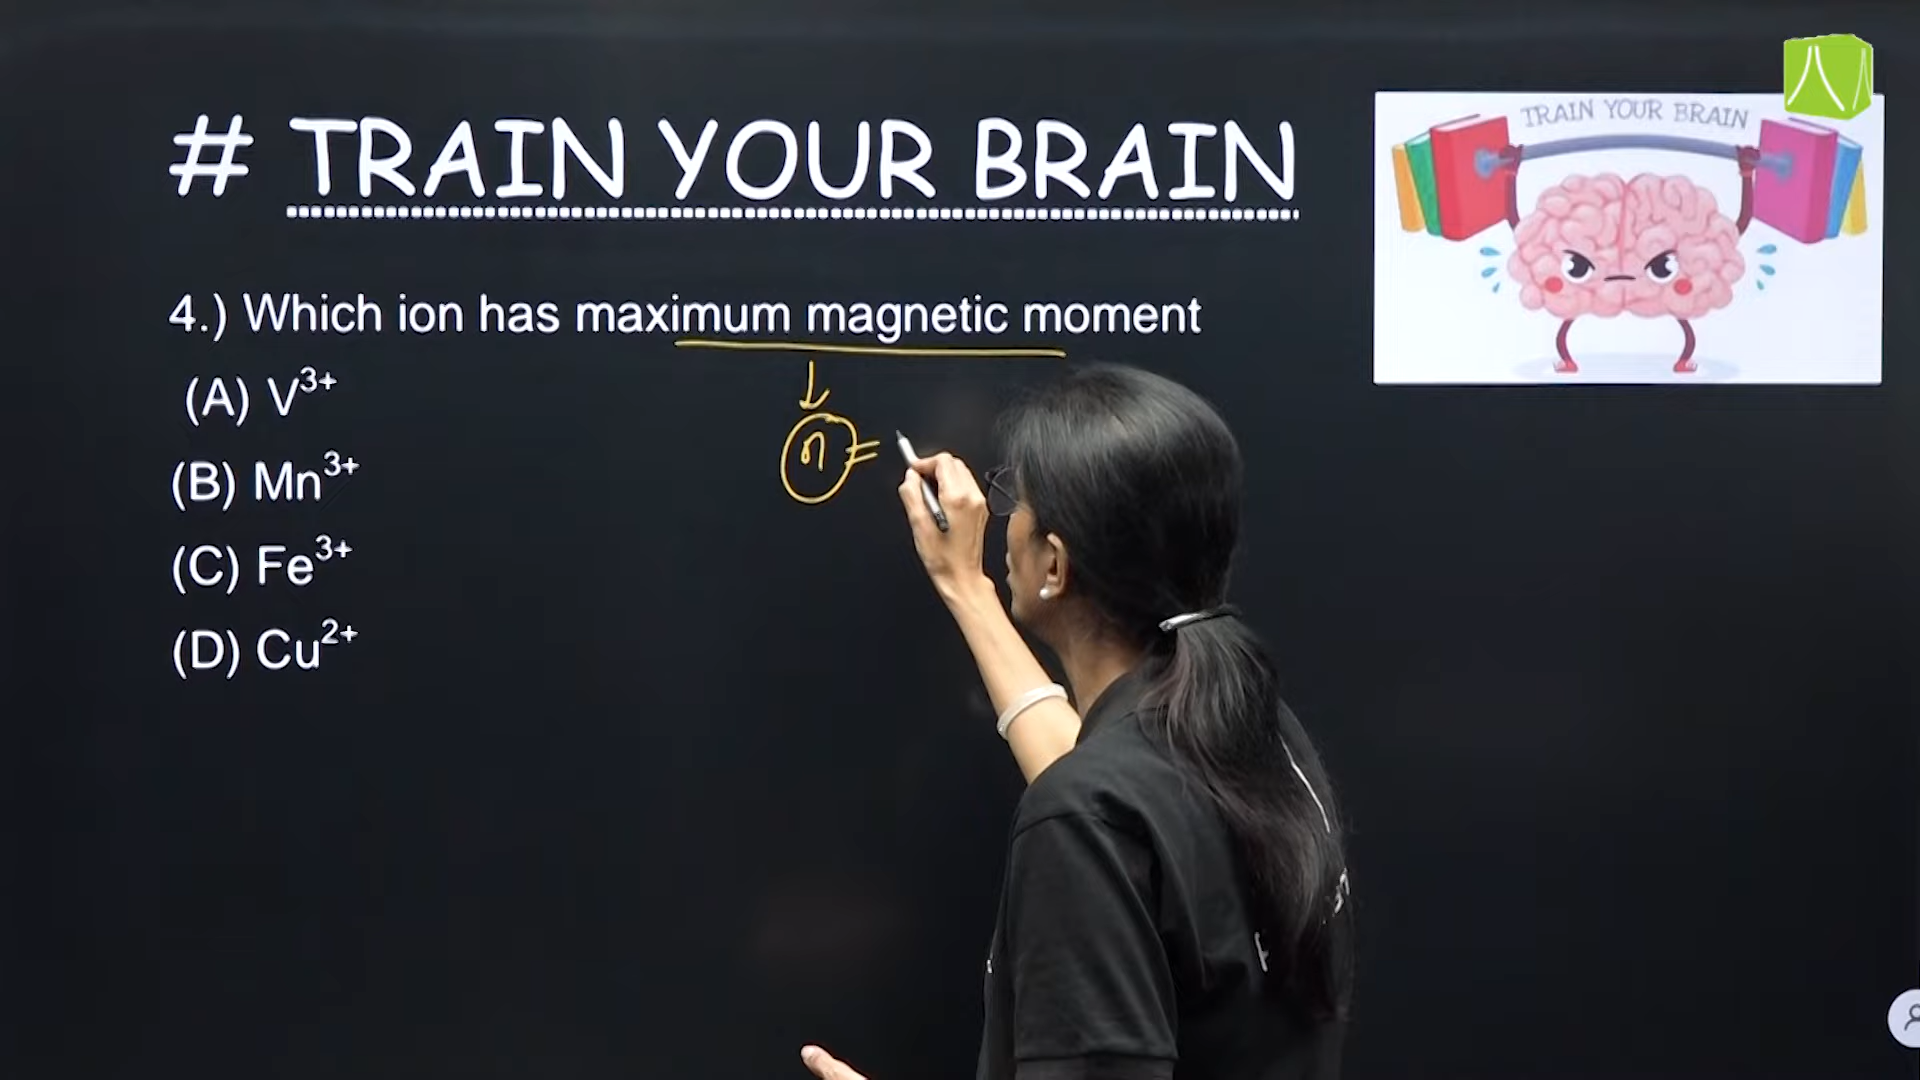 # TRAIN YOUR BRAIN
TRAIN YOUR BRAIN
4.) Which ion has maximum magnetic moment
(A) V³⁺
(B) Mn³⁺
(C) Fe³⁺
(D) Cu²⁺
n =